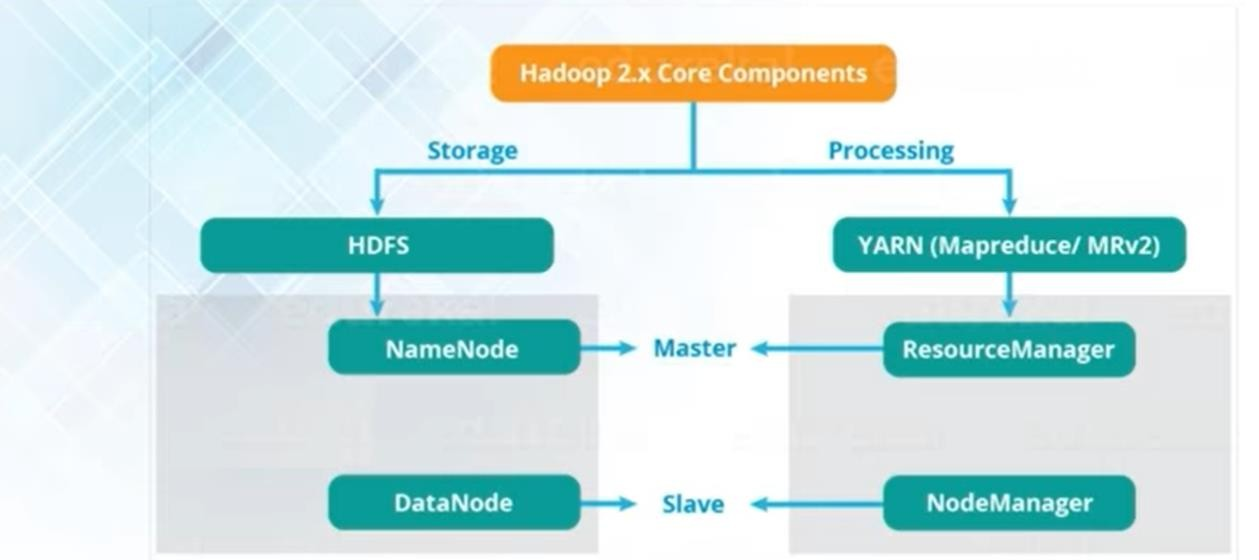 Hadoop 2.x Core Components
Storage
Processing
HDFS
YARN (Mapreduce/ MRv2)
NameNode
Master
ResourceManager
DataNode
Slave
NodeManager